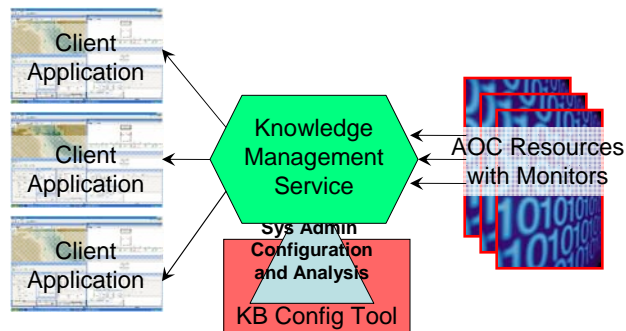 Client
Application
Client
Application
Client
Application
Knowledge
Management
Service
AOC Resources
with Monitors
Sys Admin
Configuration
and Analysis
KB Config Tool